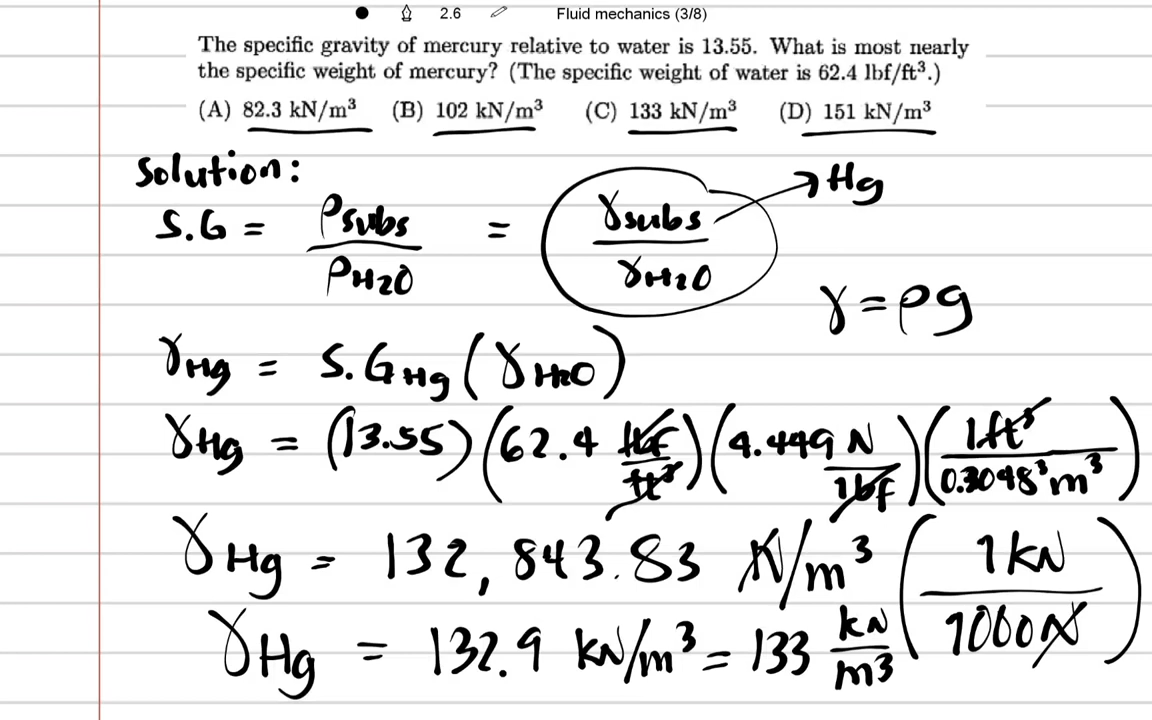 2.6 Fluid mechanics (3/8)
The specific gravity of mercury relative to water is 13.55. What is most nearly
the specific weight of mercury? (The specific weight of water is 62.4 lbf/ft³.)
(A) 82.3 kN/m³ (B) 102 kN/m³ (C) 133 kN/m³ (D) 151 kN/m³
Solution:
S.G = ρsubs / ρH2O = γsubs / γH2O → Hg
γ = ρg
γHg = S.GHg (γH2O)
γHg = (13.55) (62.4 lbf/ft³) (4.449 N/lbf) (1ft³/0.3048³m³)
γHg = 132,843.83 N/m³ (1kN/1000N)
γHg = 132.9 kN/m³ = 133 kN/m3